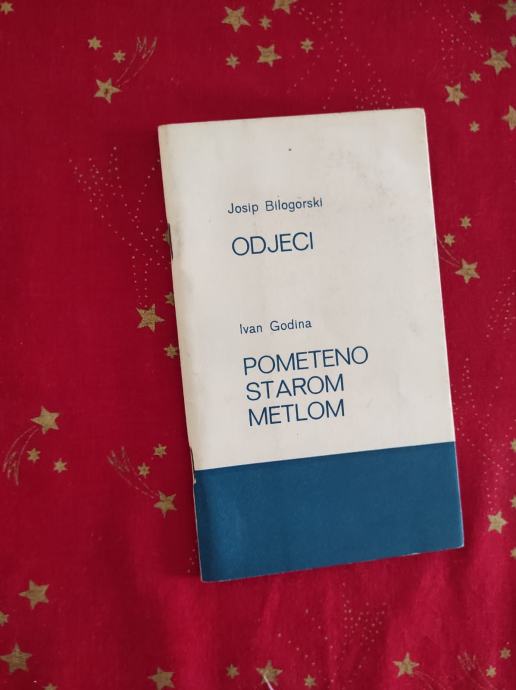 Josip Bilogorski
ODJECI
Ivan Godina
POMETENO
STAROM
METLOM